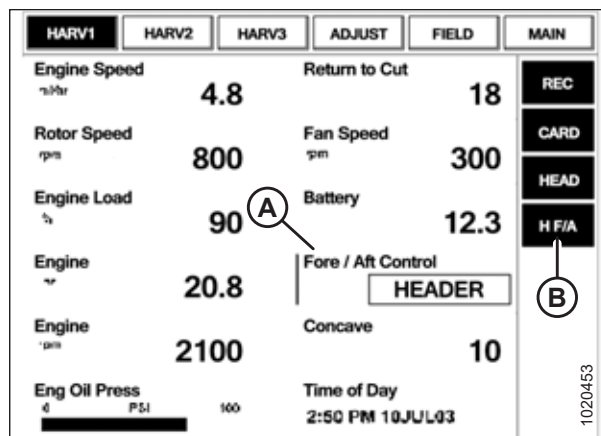 HARV1 HARV2 HARV3 ADJUST FIELD MAIN
Engine Speed Return to Cut REC
4.8 18
Rotor Speed Fan Speed CARD
rpm rpm
800 300
HEAD
Engine Load Battery
% A
90 12.3 H F/A
Engine Fore / Aft Control
20.8 HEADER B
Engine Concave
rpm
2100 10
Eng Oil Press Time of Day
0 PSI 100
2:50 PM 10JUL03
1020453